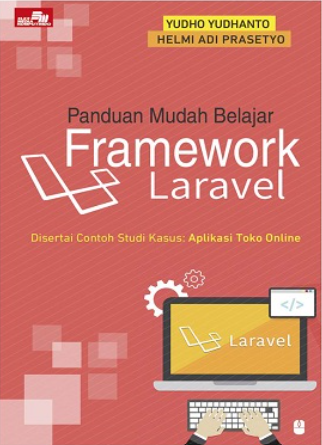 YUDHO YUDHANTO
HELMI ADI PRASETYO
Panduan Mudah Belajar
Framework
Laravel
Disertai Contoh Studi Kasus: Aplikasi Toko Online
</>
Laravel